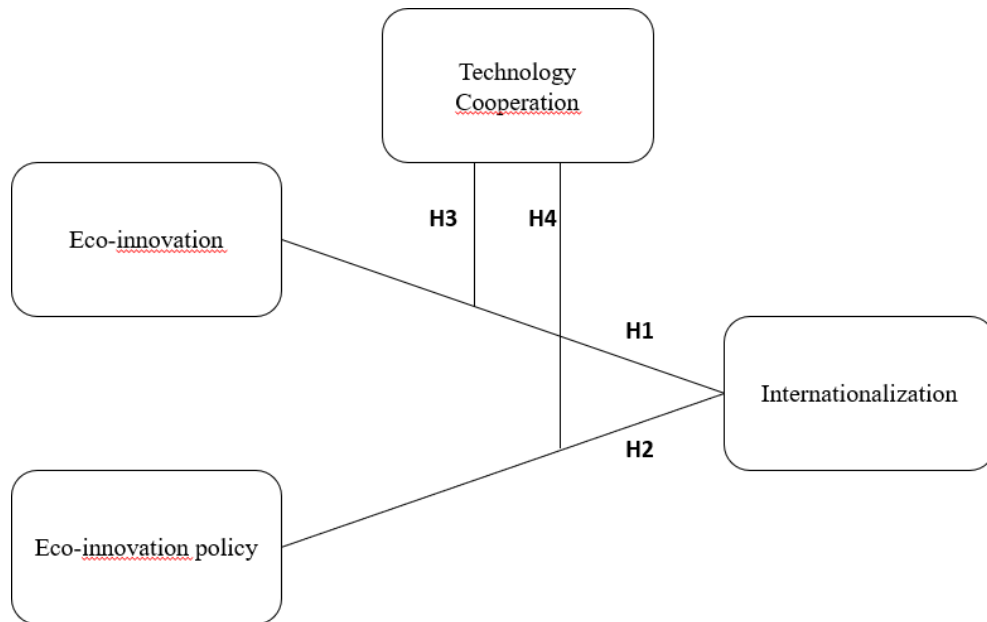 Technology
Cooperation
H3
H4
Eco-innovation
H1
Internationalization
H2
Eco-innovation policy